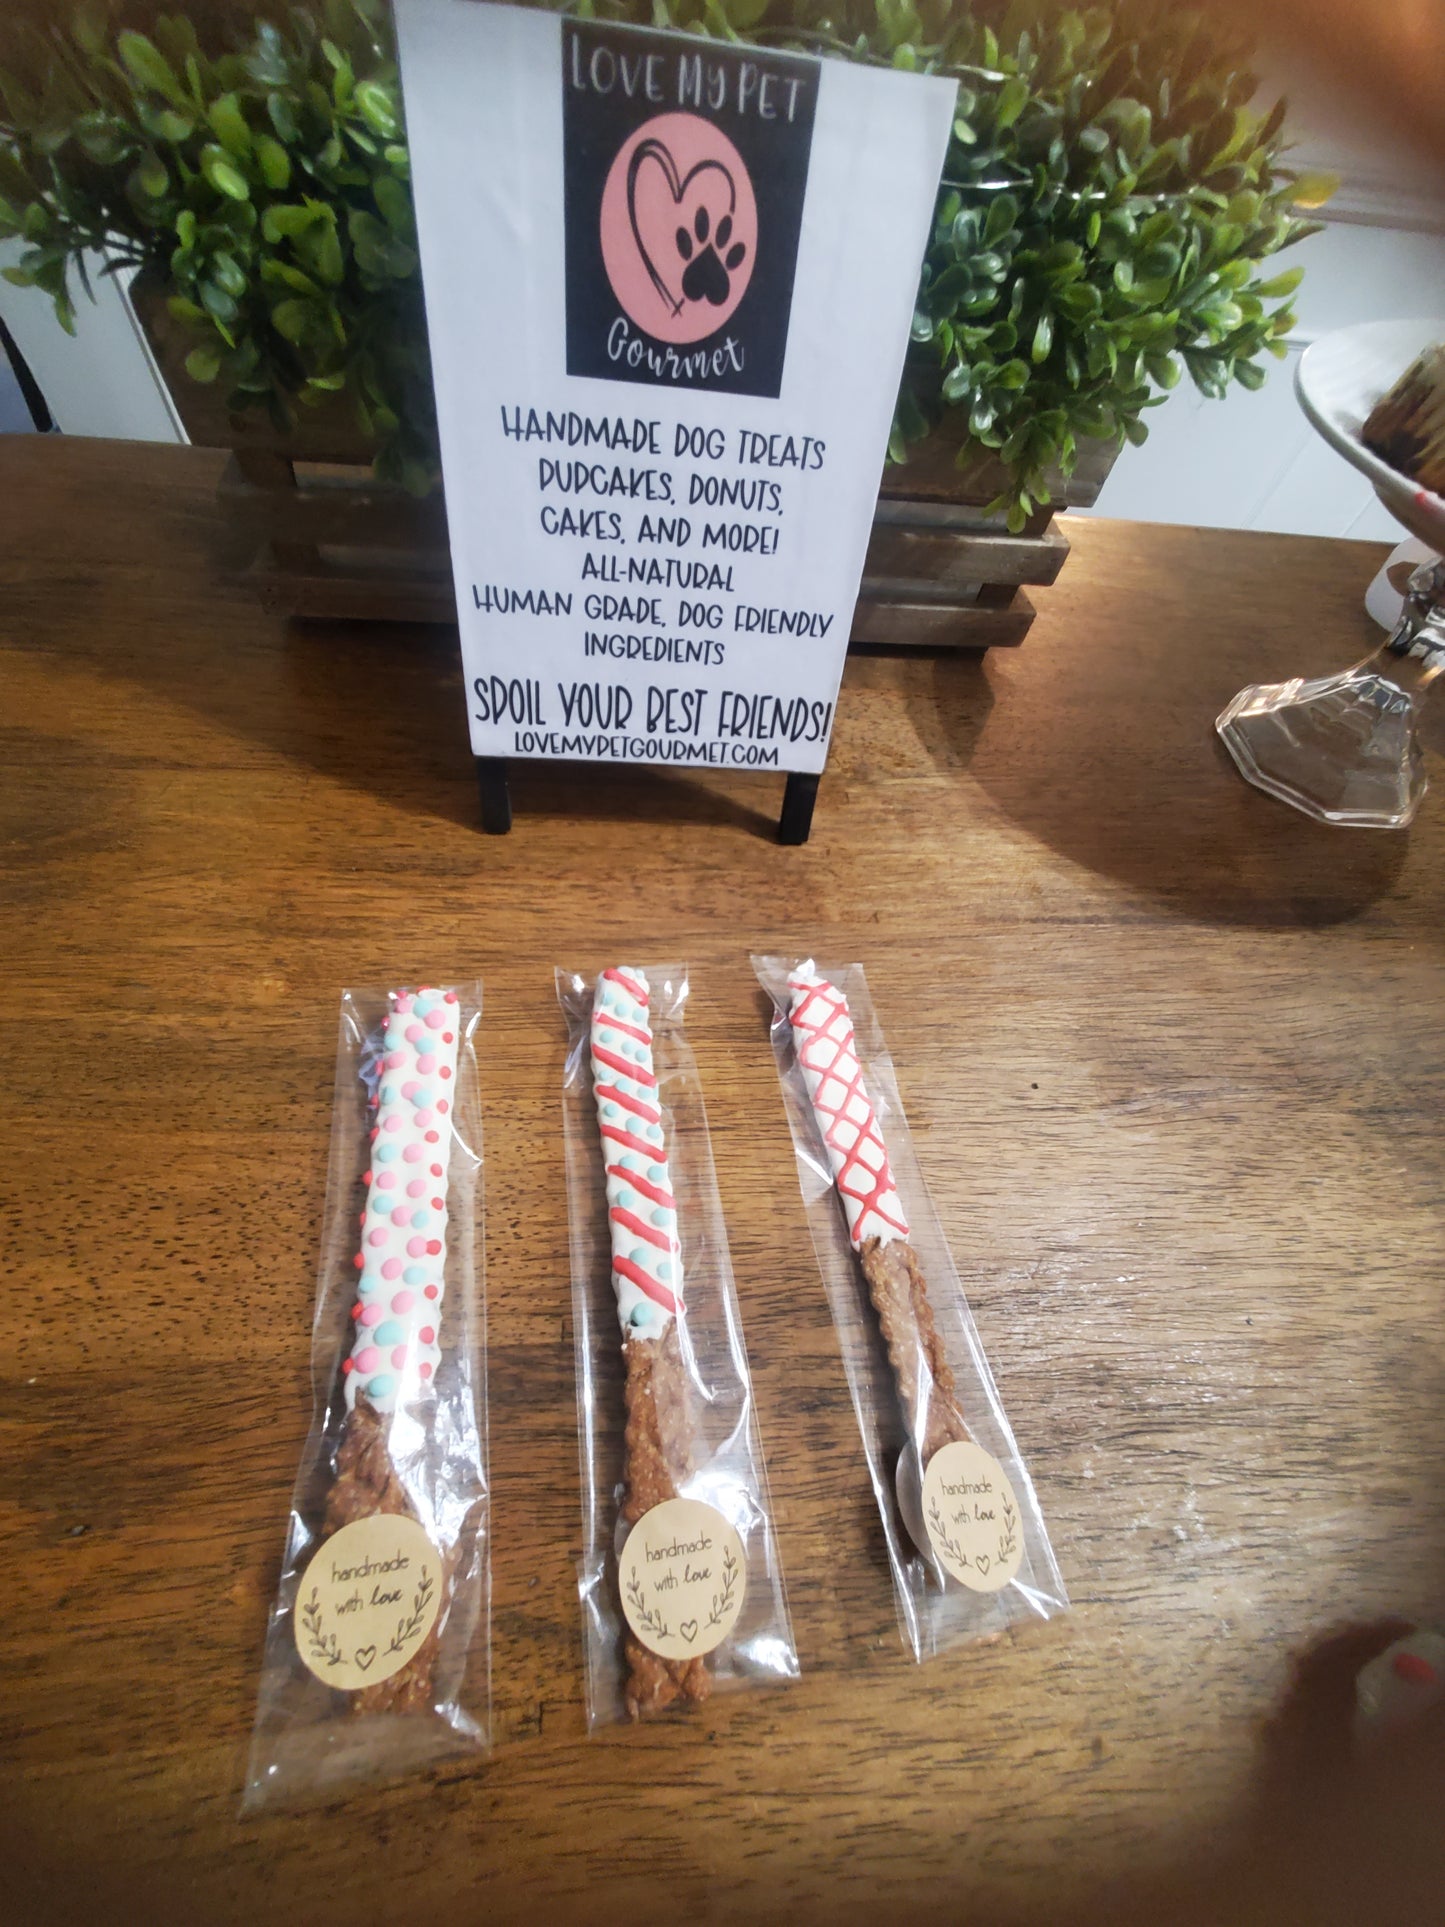 LOVE MY PET
Gourmet
HANDMADE DOG TREATS
PUPCAKES, DONUTS,
CAKES, AND MORE!
ALL-NATURAL
HUMAN GRADE, DOG FRIENDLY
INGREDIENTS
SPOIL YOUR BEST FRIENDS!
LOVEMYPETGOURMET.COM
handmade
with love
handmade
with love
handmade
with love